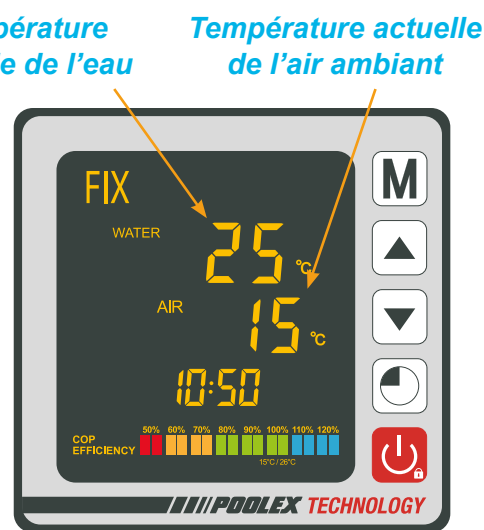 pérature
e de l'eau
Température actuelle
de l'air ambiant
FIX
M
WATER
25 °C
AIR
15 °C
10:50
COP
EFFICIENCY
50% 60% 70% 80% 90% 100% 110% 120%
15°C / 26°C
POOLEX TECHNOLOGY